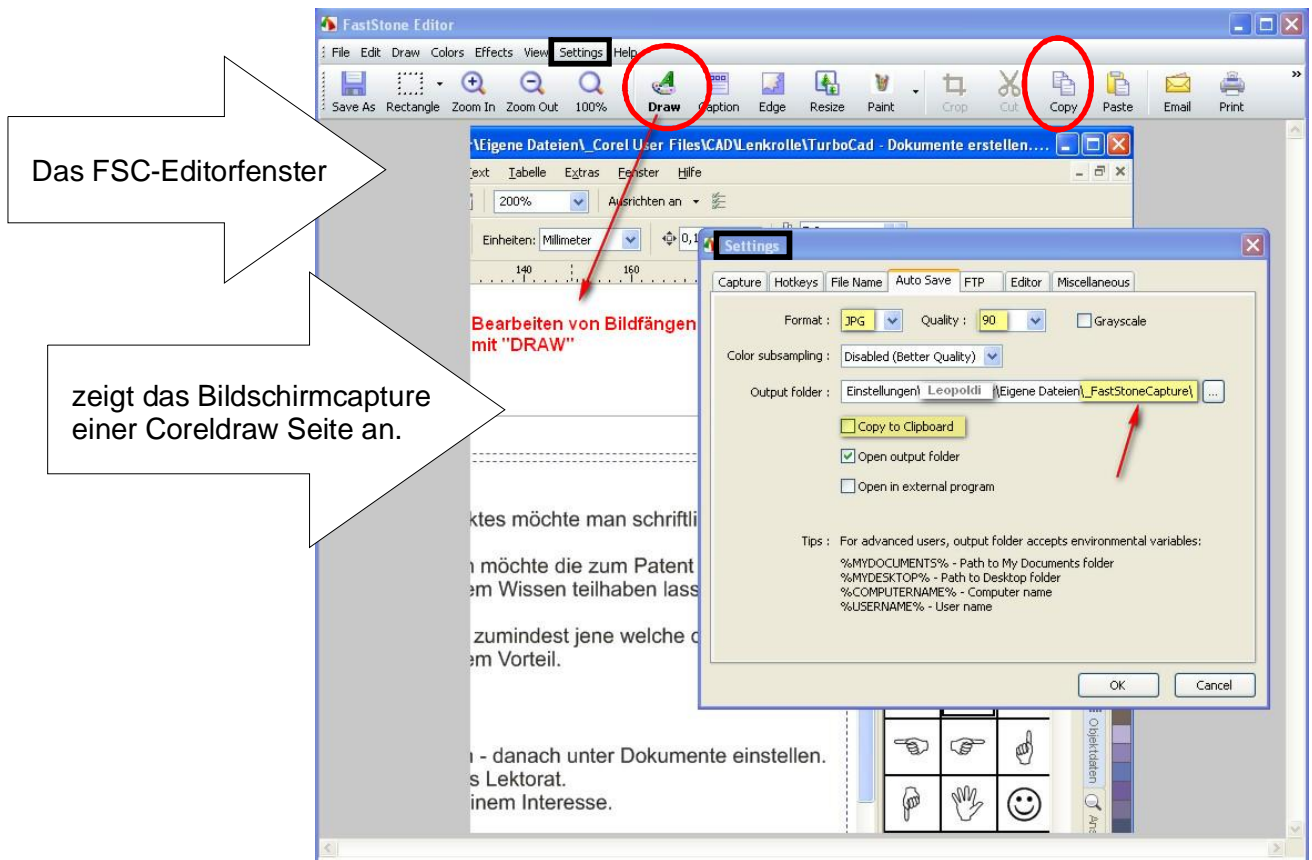 FastStone Editor
File Edit Draw Colors Effects View Settings Help
Save As Rectangle Zoom In Zoom Out 100% Draw Caption Edge Resize Paint Crop Cut Copy Paste Email Print
Das FSC-Editorfenster
\Eigene Dateien\_Corel User Files\CAD\Lenkrolle\TurboCad - Dokumente erstellen....
Text Tabelle Extras Fenster Hilfe
200% Ausrichten an
Einheiten: Millimeter 0,1
140 160
Bearbeiten von Bildfängen
mit "DRAW"
zeigt das Bildschirmcapture
einer Coreldraw Seite an.
Settings
Capture Hotkeys File Name Auto Save FTP Editor Miscellaneous
Format : JPG Quality : 90 Grayscale
Color subsampling : Disabled (Better Quality)
Output folder : Einstellungen\ Leopoldi \Eigene Dateien\_FastStoneCapture\ ...
Copy to Clipboard
Open output folder
Open in external program
Tips : For advanced users, output folder accepts environmental variables:
%MYDOCUMENTS% - Path to My Documents folder
%MYDESKTOP% - Path to Desktop folder
%COMPUTERNAME% - Computer name
%USERNAME% - User name
OK Cancel
ktes möchte man schriftli
möchte die zum Patent
em Wissen teilhaben lass
zumindest jene welche
em Vorteil.
- danach unter Dokumente einstellen.
s Lektorat.
inem Interesse.
Objektdaten